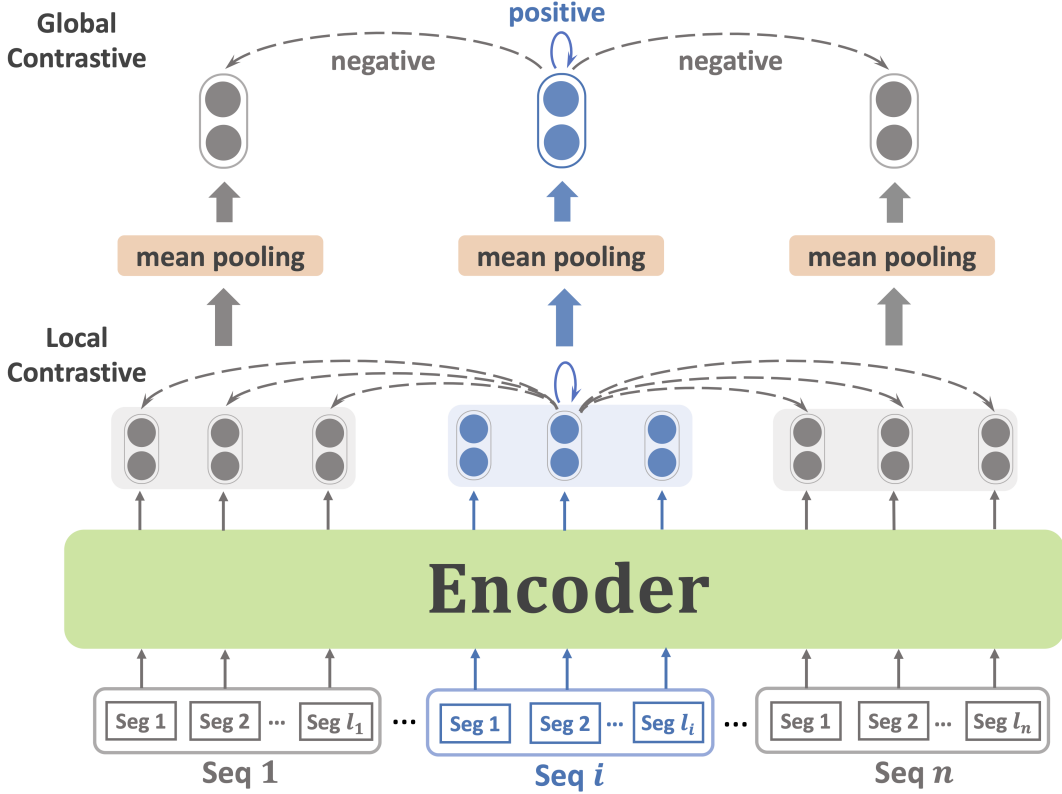 Global
Contrastive
positive
negative
negative
mean pooling
mean pooling
mean pooling
Local
Contrastive
Encoder
Seg 1
Seg 2
...
Seg l₁
...
Seg 1
Seg 2
...
Seg lᵢ
...
Seg 1
Seg 2
...
Seg lₙ
Seq 1
Seq i
Seq n